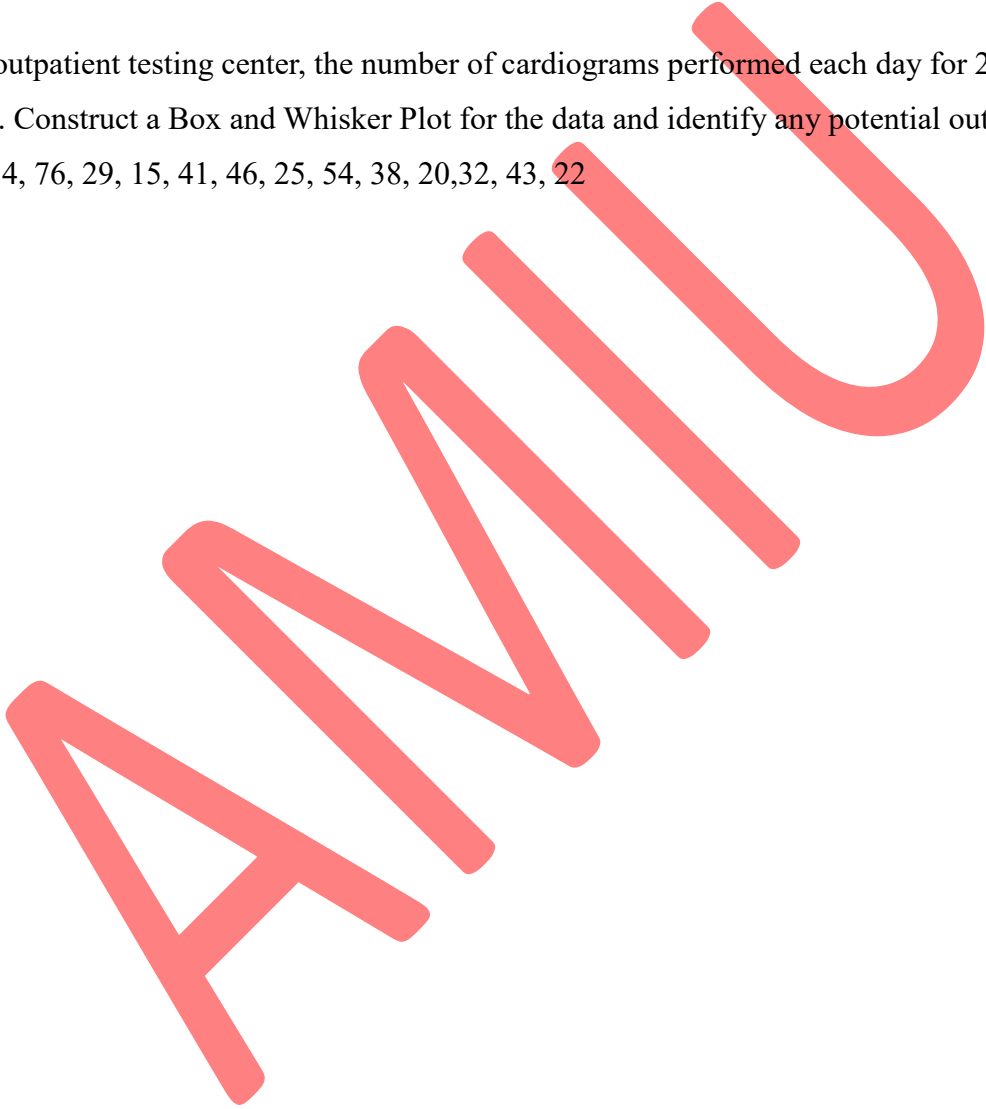 outpatient testing center, the number of cardiograms performed each day for 2
. Construct a Box and Whisker Plot for the data and identify any potential out
4, 76, 29, 15, 41, 46, 25, 54, 38, 20,32, 43, 22
AMIU